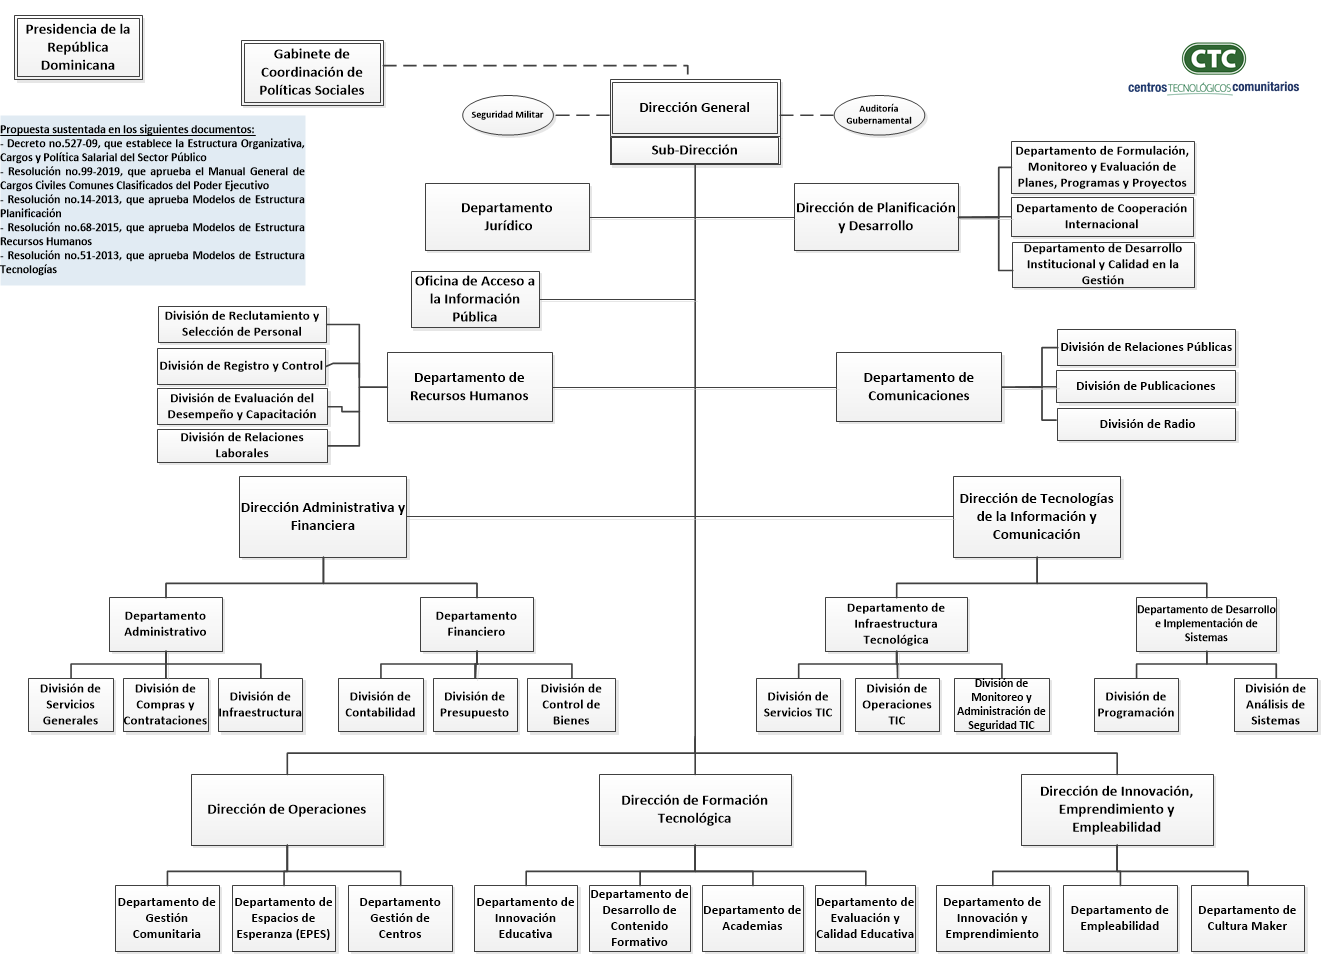 Presidencia de la
República
Dominicana
Gabinete de
Coordinación de
Políticas Sociales
CTC
centrosTECNOLÓGICOScomunitarios
Seguridad Militar
Dirección General
Sub-Dirección
Auditoría
Gubernamental
Propuesta sustentada en los siguientes documentos:
- Decreto no.527-09, que establece la Estructura Organizativa,
Cargos y Política Salarial del Sector Público
- Resolución no.99-2019, que aprueba el Manual General de
Cargos Civiles Comunes Clasificados del Poder Ejecutivo
- Resolución no.14-2013, que aprueba Modelos de Estructura
Planificación
- Resolución no.68-2015, que aprueba Modelos de Estructura
Recursos Humanos
- Resolución no.51-2013, que aprueba Modelos de Estructura
Tecnologías
Departamento
Jurídico
Dirección de Planificación
y Desarrollo
Departamento de Formulación,
Monitoreo y Evaluación de
Planes, Programas y Proyectos
Departamento de Cooperación
Internacional
Departamento de Desarrollo
Institucional y Calidad en la
Gestión
Oficina de Acceso a
la Información
Pública
División de Reclutamiento y
Selección de Personal
División de Registro y Control
División de Evaluación del
Desempeño y Capacitación
División de Relaciones
Laborales
Departamento de
Recursos Humanos
Departamento de
Comunicaciones
División de Relaciones Públicas
División de Publicaciones
División de Radio
Dirección Administrativa y
Financiera
Dirección de Tecnologías
de la Información y
Comunicación
Departamento
Administrativo
Departamento
Financiero
Departamento de
Infraestructura
Tecnológica
Departamento de Desarrollo
e Implementación de
Sistemas
División de
Servicios
Generales
División de
Compras y
Contrataciones
División de
Infraestructura
División de
Contabilidad
División de
Presupuesto
División de
Control de
Bienes
División de
Servicios TIC
División de
Operaciones
TIC
División de
Monitoreo y
Administración de
Seguridad TIC
División de
Programación
División de
Análisis de
Sistemas
Dirección de Operaciones
Dirección de Formación
Tecnológica
Dirección de Innovación,
Emprendimiento y
Empleabilidad
Departamento de
Gestión
Comunitaria
Departamento de
Espacios de
Esperanza (EPES)
Departamento
Gestión de
Centros
Departamento de
Innovación
Educativa
Departamento de
Desarrollo de
Contenido
Formativo
Departamento de
Academias
Departamento de
Evaluación y
Calidad Educativa
Departamento de
Innovación y
Emprendimiento
Departamento de
Empleabilidad
Departamento de
Cultura Maker